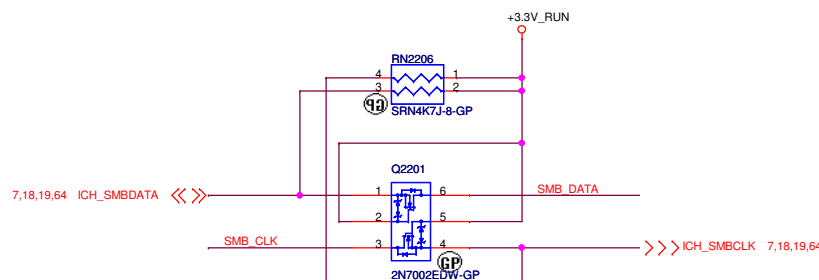 +3.3V_RUN
RN2206
4 1
3 2
GP
SRN4K7J-8-GP
Q2201
7,18,19,64 ICH_SMBDATA 1 6 SMB_DATA
2 5
SMB_CLK 3 4 ICH_SMBCLK 7,18,19,64
GP
2N7002EDW-GP